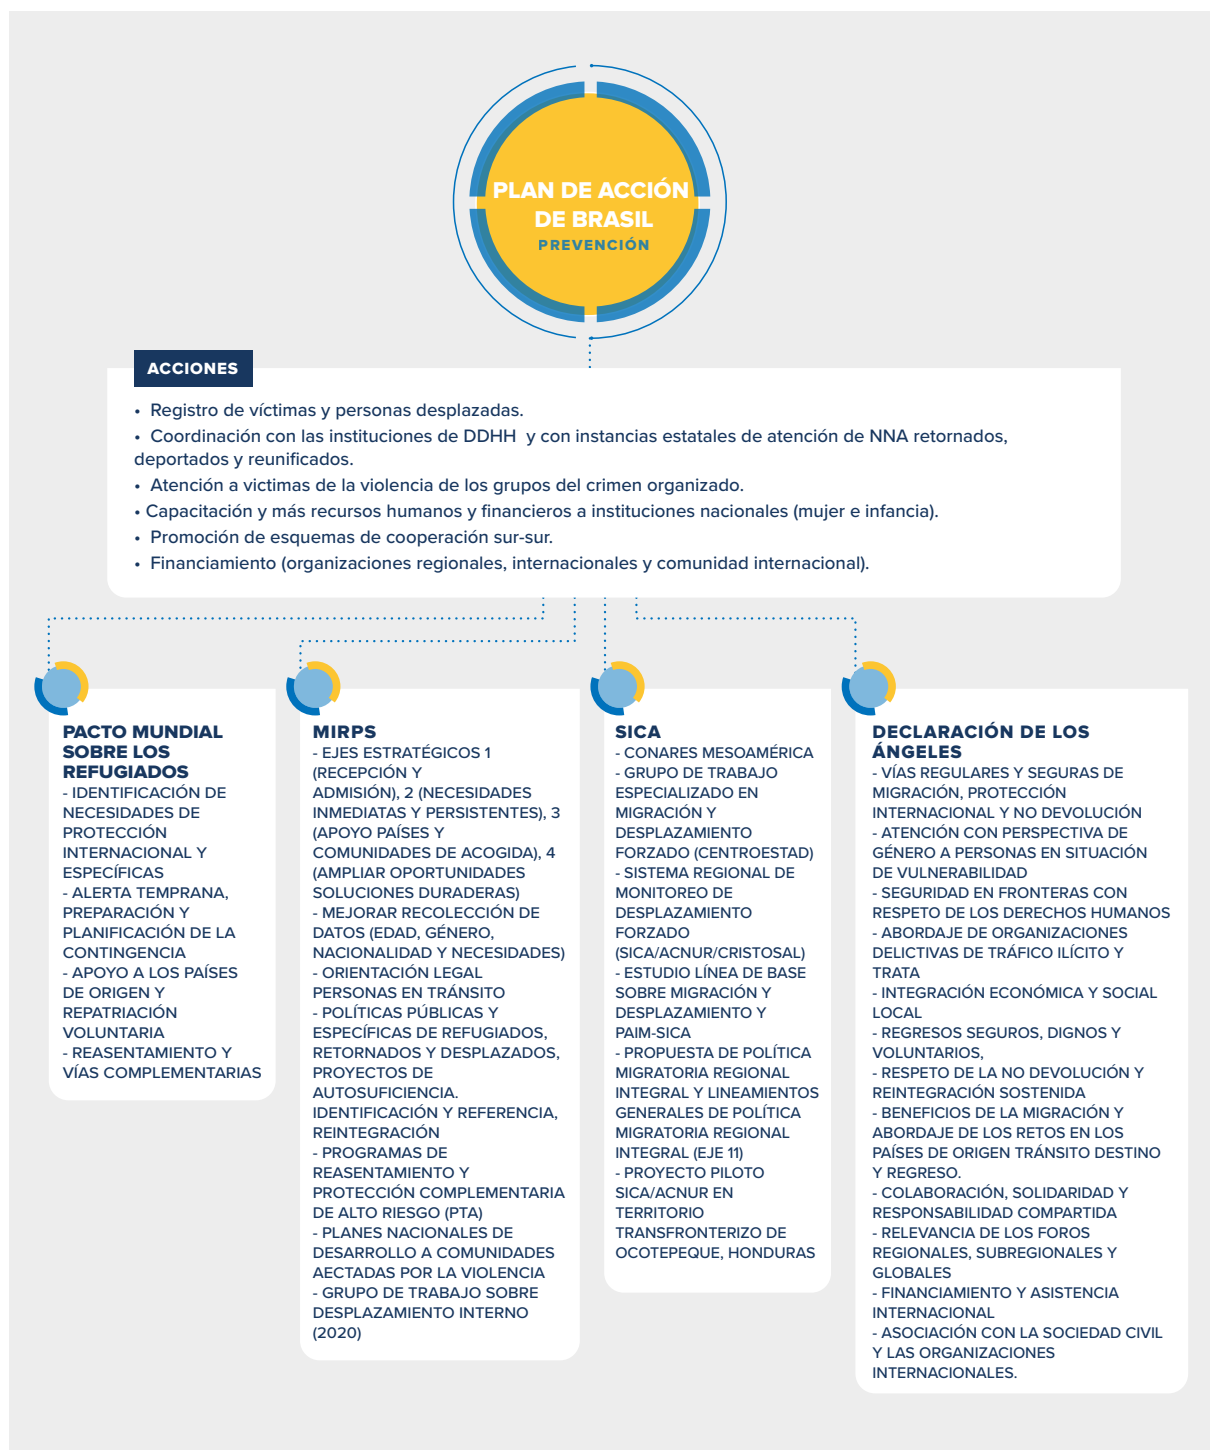 PLAN DE ACCIÓN
DE BRASIL
PREVENCIÓN
ACCIONES
• Registro de víctimas y personas desplazadas.
• Coordinación con las instituciones de DDHH y con instancias estatales de atención de NNA retornados,
deportados y reunificados.
• Atención a victimas de la violencia de los grupos del crimen organizado.
• Capacitación y más recursos humanos y financieros a instituciones nacionales (mujer e infancia).
• Promoción de esquemas de cooperación sur-sur.
• Financiamiento (organizaciones regionales, internacionales y comunidad internacional).
PACTO MUNDIAL
SOBRE LOS
REFUGIADOS
- IDENTIFICACIÓN DE
NECESIDADES DE
PROTECCIÓN
INTERNACIONAL Y
ESPECÍFICAS
- ALERTA TEMPRANA,
PREPARACIÓN Y
PLANIFICACIÓN DE LA
CONTINGENCIA
- APOYO A LOS PAÍSES
DE ORIGEN Y
REPATRIACIÓN
VOLUNTARIA
- REASENTAMIENTO Y
VÍAS COMPLEMENTARIAS
MIRPS
- EJES ESTRATÉGICOS 1
(RECEPCIÓN Y
ADMISIÓN), 2 (NECESIDADES
INMEDIATAS Y PERSISTENTES), 3
(APOYO PAÍSES Y
COMUNIDADES DE ACOGIDA), 4
(AMPLIAR OPORTUNIDADES
SOLUCIONES DURADERAS)
- MEJORAR RECOLECCIÓN DE
DATOS (EDAD, GÉNERO,
NACIONALIDAD Y NECESIDADES)
- ORIENTACIÓN LEGAL
PERSONAS EN TRÁNSITO
- POLÍTICAS PÚBLICAS Y
ESPECÍFICAS DE REFUGIADOS,
RETORNADOS Y DESPLAZADOS,
PROYECTOS DE
AUTOSUFICIENCIA.
IDENTIFICACIÓN Y REFERENCIA,
REINTEGRACIÓN
- PROGRAMAS DE
REASENTAMIENTO Y
PROTECCIÓN COMPLEMENTARIA
DE ALTO RIESGO (PTA)
- PLANES NACIONALES DE
DESARROLLO A COMUNIDADES
AECTADAS POR LA VIOLENCIA
- GRUPO DE TRABAJO SOBRE
DESPLAZAMIENTO INTERNO
(2020)
SICA
- CONARES MESOAMÉRICA
- GRUPO DE TRABAJO
ESPECIALIZADO EN
MIGRACIÓN Y
DESPLAZAMIENTO
FORZADO (CENTROESTAD)
- SISTEMA REGIONAL DE
MONITOREO DE
DESPLAZAMIENTO
FORZADO
(SICA/ACNUR/CRISTOSAL)
- ESTUDIO LÍNEA DE BASE
SOBRE MIGRACIÓN Y
DESPLAZAMIENTO Y
PAIM-SICA
- PROPUESTA DE POLÍTICA
MIGRATORIA REGIONAL
INTEGRAL Y LINEAMIENTOS
GENERALES DE POLÍTICA
MIGRATORIA REGIONAL
INTEGRAL (EJE 11)
- PROYECTO PILOTO
SICA/ACNUR EN
TERRITORIO
TRANSFRONTERIZO DE
OCOTEPEQUE, HONDURAS
DECLARACIÓN DE LOS
ÁNGELES
- VÍAS REGULARES Y SEGURAS DE
MIGRACIÓN, PROTECCIÓN
INTERNACIONAL Y NO DEVOLUCIÓN
- ATENCIÓN CON PERSPECTIVA DE
GÉNERO A PERSONAS EN SITUACIÓN
DE VULNERABILIDAD
- SEGURIDAD EN FRONTERAS CON
RESPETO DE LOS DERECHOS HUMANOS
- ABORDAJE DE ORGANIZACIONES
DELICTIVAS DE TRÁFICO ILÍCITO Y
TRATA
- INTEGRACIÓN ECONÓMICA Y SOCIAL
LOCAL
- REGRESOS SEGUROS, DIGNOS Y
VOLUNTARIOS,
- RESPETO DE LA NO DEVOLUCIÓN Y
REINTEGRACIÓN SOSTENIDA
- BENEFICIOS DE LA MIGRACIÓN Y
ABORDAJE DE LOS RETOS EN LOS
PAÍSES DE ORIGEN TRÁNSITO DESTINO
Y REGRESO.
- COLABORACIÓN, SOLIDARIDAD Y
RESPONSABILIDAD COMPARTIDA
- RELEVANCIA DE LOS FOROS
REGIONALES, SUBREGIONALES Y
GLOBALES
- FINANCIAMIENTO Y ASISTENCIA
INTERNACIONAL
- ASOCIACIÓN CON LA SOCIEDAD CIVIL
Y LAS ORGANIZACIONES
INTERNACIONALES.